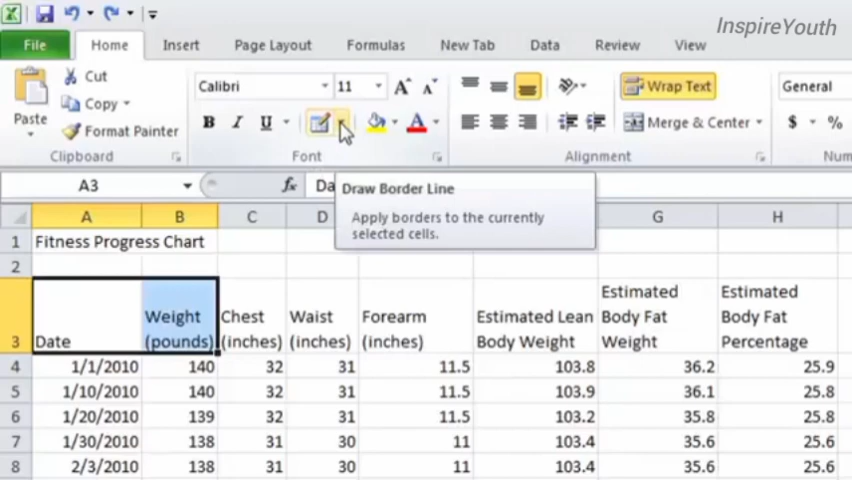 InspireYouth
File Home Insert Page Layout Formulas New Tab Data Review View
Cut
Copy
Format Painter
Paste
Clipboard
Calibri 11
B I U
Font
Wrap Text
Merge & Center
Alignment
General
$ %
Num
A3 fx Da
Draw Border Line
Apply borders to the currently
selected cells.
A B C D G H
1 Fitness Progress Chart
2
3 Date Weight (pounds) Chest (inches) Waist (inches) Forearm (inches) Estimated Lean Body Weight Estimated Body Fat Weight Estimated Body Fat Percentage
4 1/1/2010 140 32 31 11.5 103.8 36.2 25.9
5 1/10/2010 140 32 31 11.5 103.9 36.1 25.8
6 1/20/2010 139 32 31 11.5 103.2 35.8 25.8
7 1/30/2010 138 31 30 11 103.4 35.6 25.6
8 2/3/2010 138 31 30 11 103.4 35.6 25.6